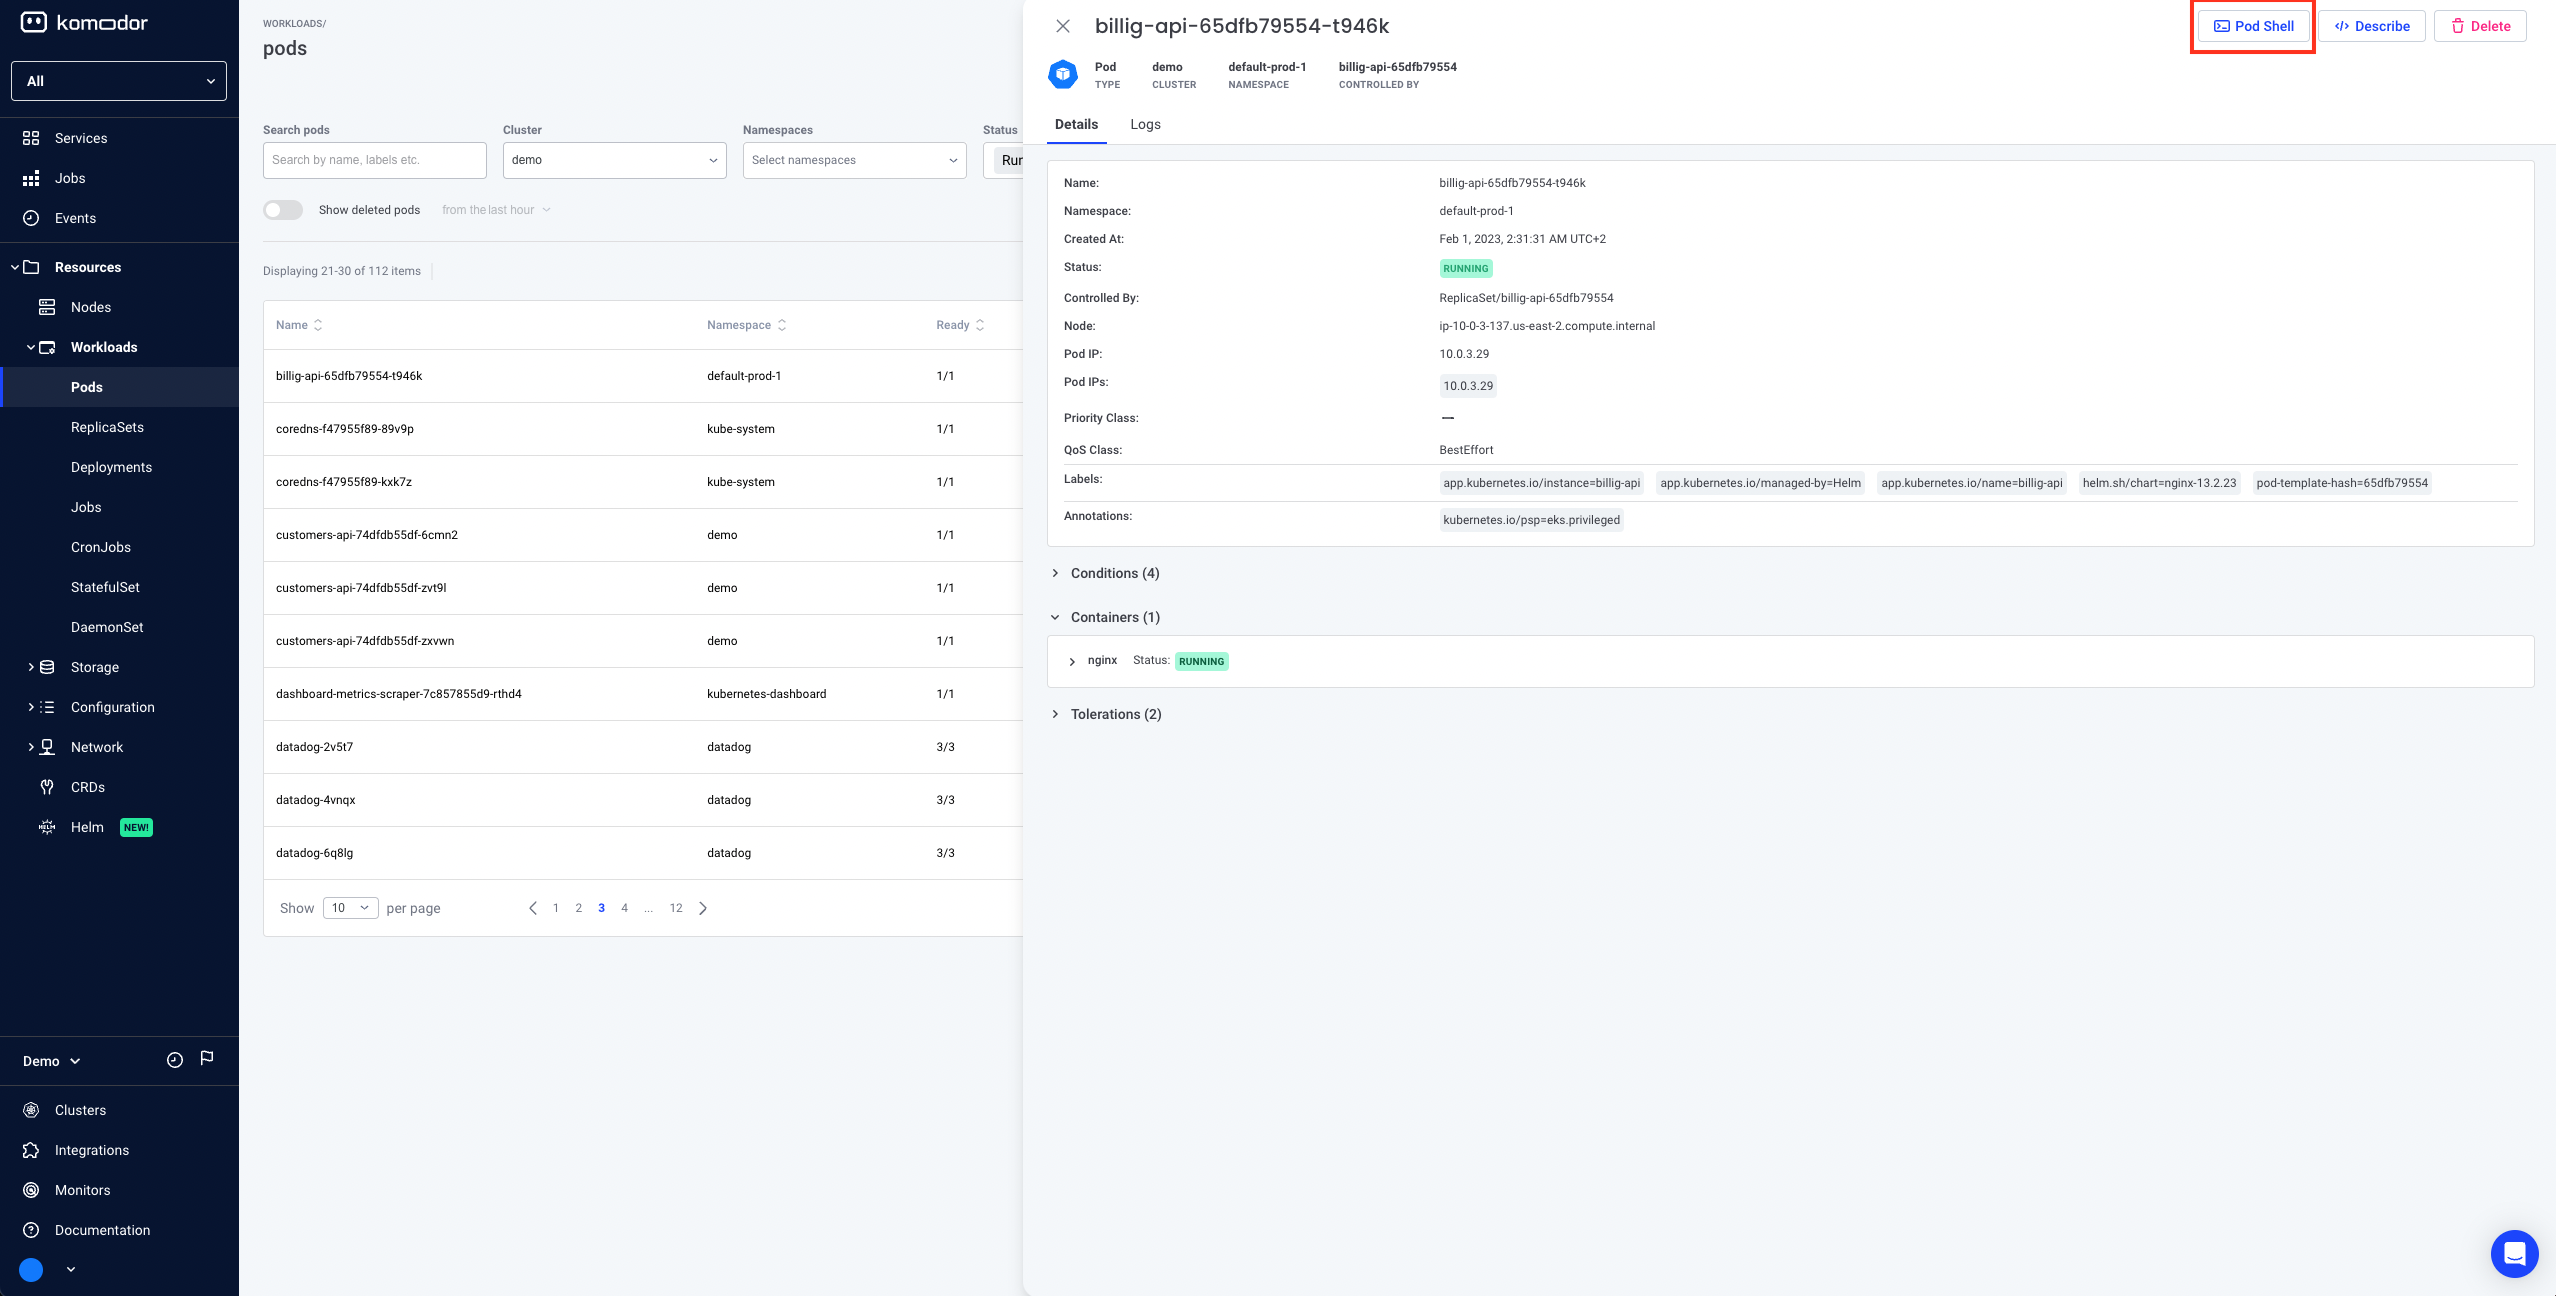 komodor
All
Services
Jobs
Events
Resources
Nodes
Workloads
Pods
ReplicaSets
Deployments
Jobs
CronJobs
StatefulSet
DaemonSet
Storage
Configuration
Network
CRDs
HELM Helm NEW!
Demo
Clusters
Integrations
Monitors
Documentation
WORKLOADS/
pods
Search pods Cluster Namespaces Status
Search by name, labels etc. demo Select namespaces Run
Show deleted pods from the last hour
Displaying 21-30 of 112 items
Name Namespace Ready
billig-api-65dfb79554-t946k default-prod-1 1/1
coredns-f47955f89-89v9p kube-system 1/1
coredns-f47955f89-kxk7z kube-system 1/1
customers-api-74dfdb55df-6cmn2 demo 1/1
customers-api-74dfdb55df-zvt9l demo 1/1
customers-api-74dfdb55df-zxvwn demo 1/1
dashboard-metrics-scraper-7c857855d9-rthd4 kubernetes-dashboard 1/1
datadog-2v5t7 datadog 3/3
datadog-4vnqx datadog 3/3
datadog-6q8lg datadog 3/3
Show 10 per page 1 2 3 4 ... 12
billig-api-65dfb79554-t946k Pod Shell Describe Delete
Pod demo default-prod-1 billig-api-65dfb79554
TYPE CLUSTER NAMESPACE CONTROLLED BY
Details Logs
Name: billig-api-65dfb79554-t946k
Namespace: default-prod-1
Created At: Feb 1, 2023, 2:31:31 AM UTC+2
Status: RUNNING
Controlled By: ReplicaSet/billig-api-65dfb79554
Node: ip-10-0-3-137.us-east-2.compute.internal
Pod IP: 10.0.3.29
Pod IPs: 10.0.3.29
Priority Class: —
QoS Class: BestEffort
Labels: app.kubernetes.io/instance=billig-api app.kubernetes.io/managed-by=Helm app.kubernetes.io/name=billig-api helm.sh/chart=nginx-13.2.23 pod-template-hash=65dfb79554
Annotations: kubernetes.io/psp=eks.privileged
Conditions (4)
Containers (1)
nginx Status: RUNNING
Tolerations (2)